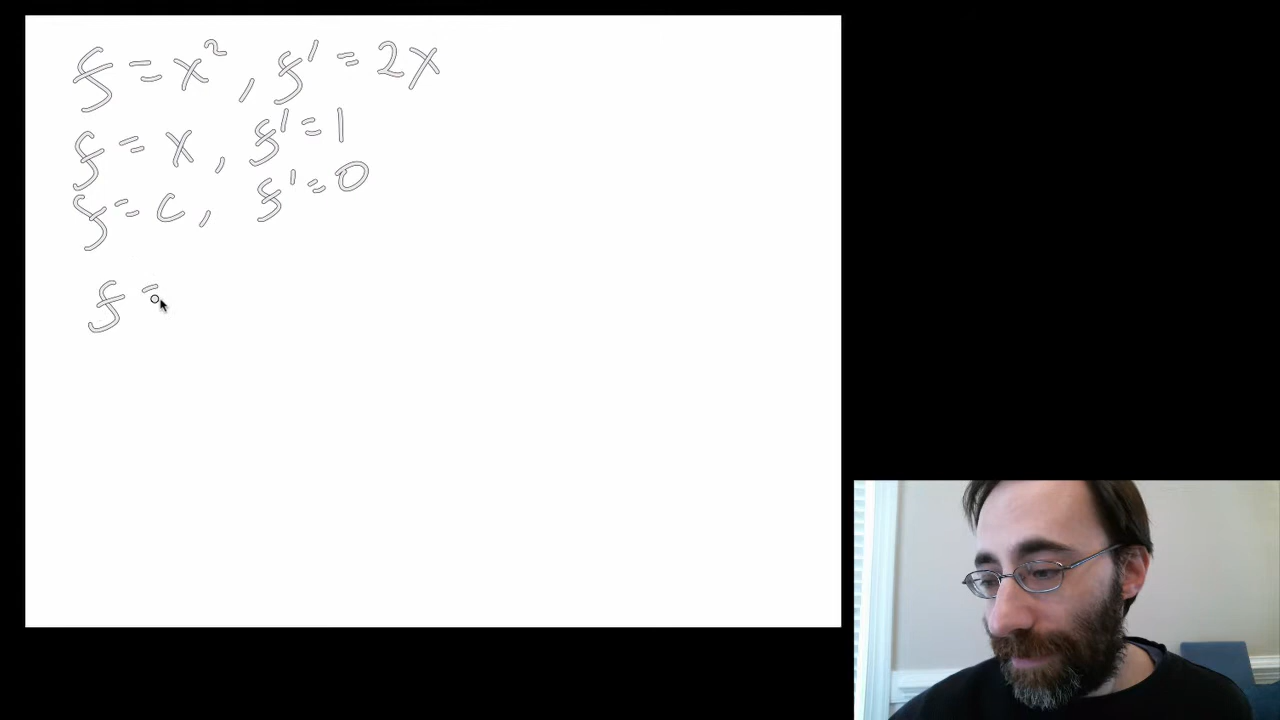 f = x², f' = 2x
f = x, f' = 1
f = c, f' = 0
f =